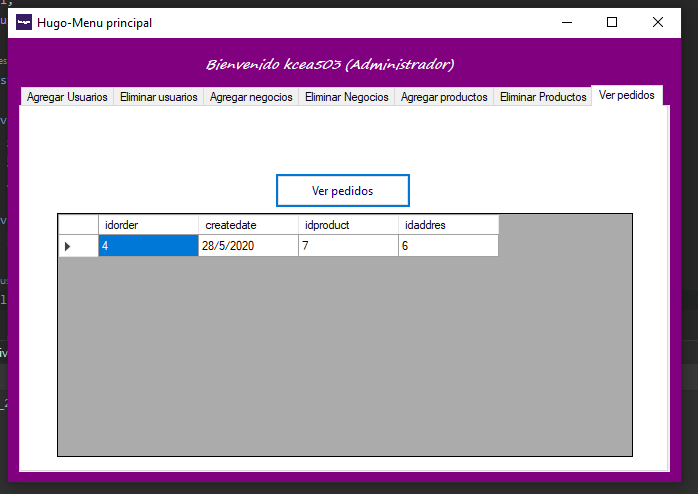 Hugo-Menu principal
Bienvenido kcea503 (Administrador)
Agregar Usuarios Eliminar usuarios Agregar negocios Eliminar Negocios Agregar productos Eliminar Productos Ver pedidos
Ver pedidos
idorder createdate idproduct idaddres
4 28/5/2020 7 6